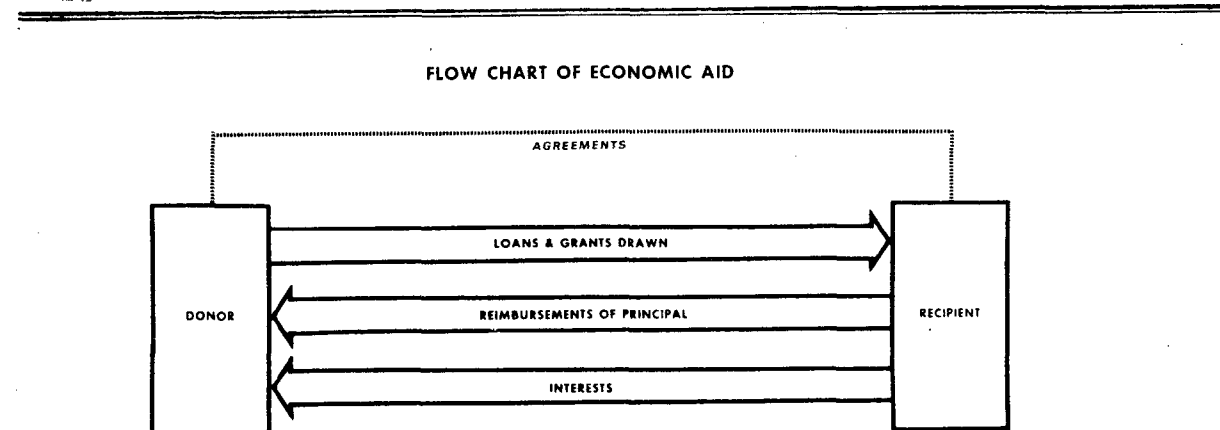 FLOW CHART OF ECONOMIC AID
AGREEMENTS
LOANS & GRANTS DRAWN
DONOR
REIMBURSEMENTS OF PRINCIPAL
RECIPIENT
INTERESTS